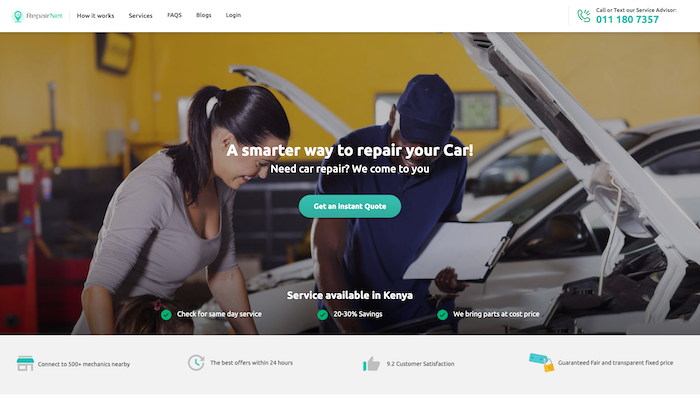 RepairNet
How it works
Services
FAQS
Blogs
Login
Call or Text our Service Advisor:
011 180 7357
A smarter way to repair your Car!
Need car repair? We come to you
Get an instant Quote
Service available in Kenya
Check for same day service
20-30% Savings
We bring parts at cost price
Connect to 500+ mechanics nearby
The best offers within 24 hours
9.2 Customer Satisfaction
Guaranteed Fair and transparent fixed price